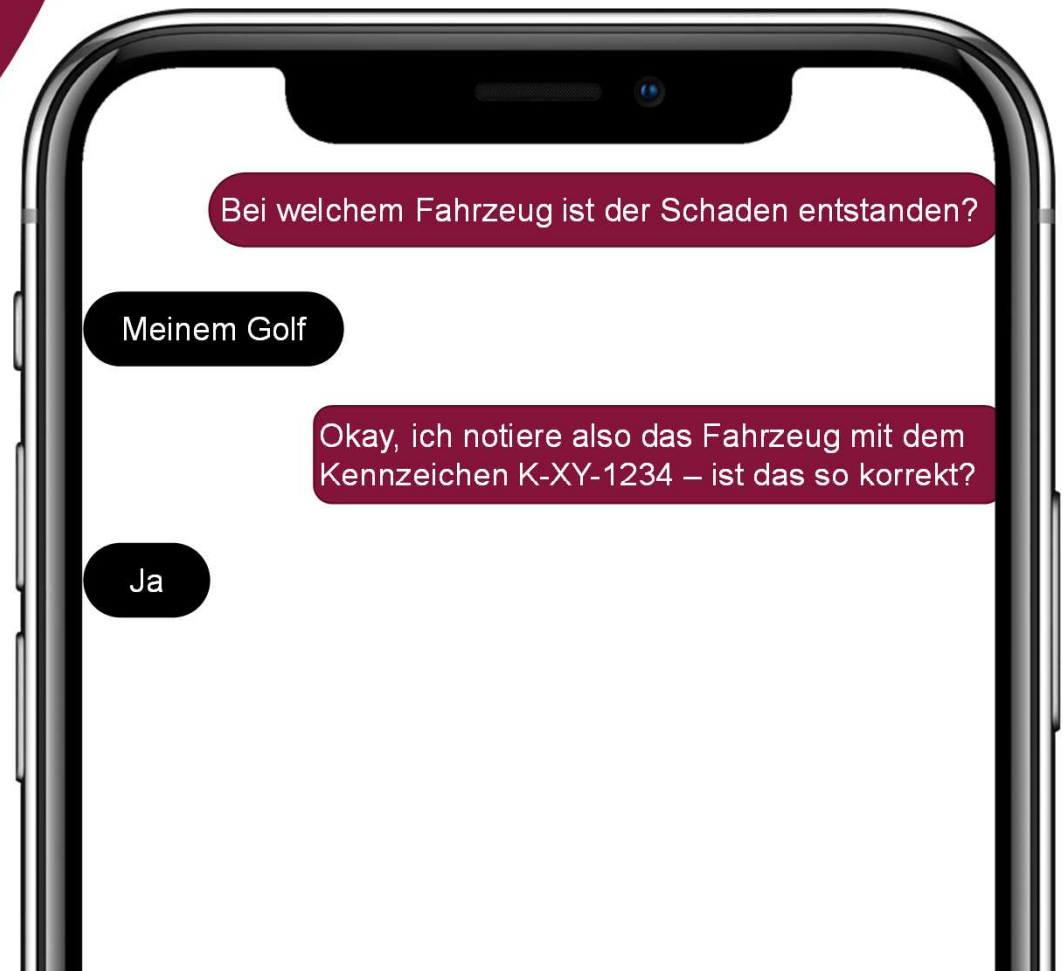 Bei welchem Fahrzeug ist der Schaden entstanden?
Meinem Golf
Okay, ich notiere also das Fahrzeug mit dem
Kennzeichen K-XY-1234 – ist das so korrekt?
Ja